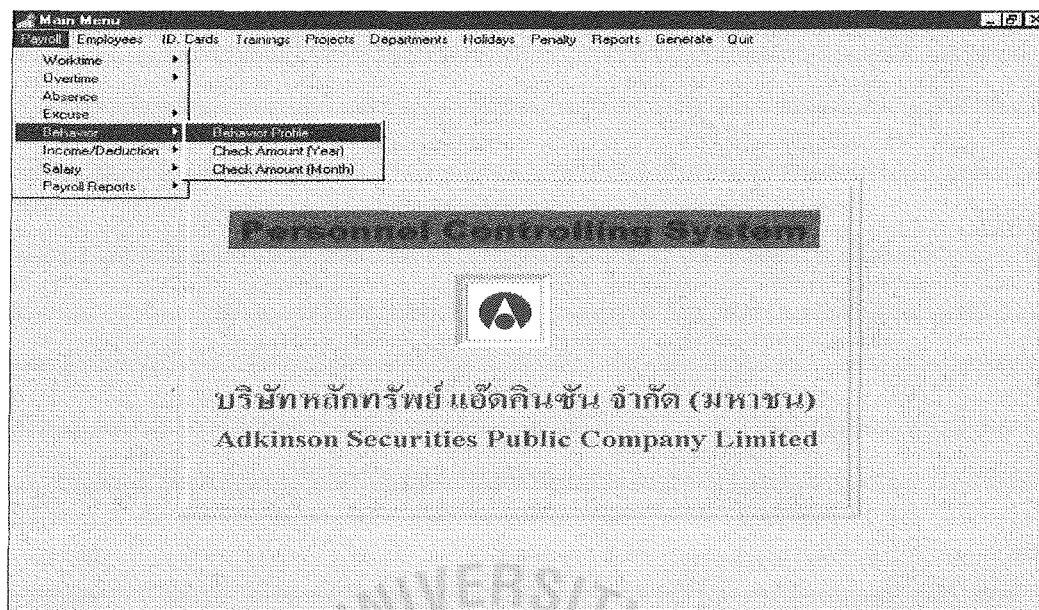 Main Menu
Payroll Employees I.D. Cards Trainings Projects Departments Holidays Penalty Reports Generate Quit
Worktime
Overtime
Absence
Excuse
Behavior
Income/Deduction
Salary
Payroll Reports
Behavior Profile
Check Amount (Year)
Check Amount (Month)
Personnel Controlling System
บริษัทหลักทรัพย์ แอ๊ดคินซัน จำกัด (มหาชน)
Adkinson Securities Public Company Limited
UNIVERSIT